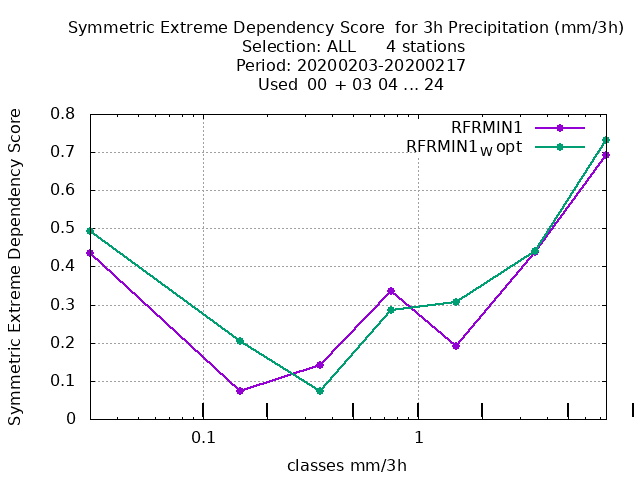 Symmetric Extreme Dependency Score  for 3h Precipitation (mm/3h)
Selection: ALL      4 stations
Period: 20200203-20200217
Used  00  + 03 04 ... 24
RFRMIN1
RFRMIN1W opt
Symmetric Extreme Dependency Score
0.8
0.7
0.6
0.5
0.4
0.3
0.2
0.1
0
0.1 1
classes mm/3h